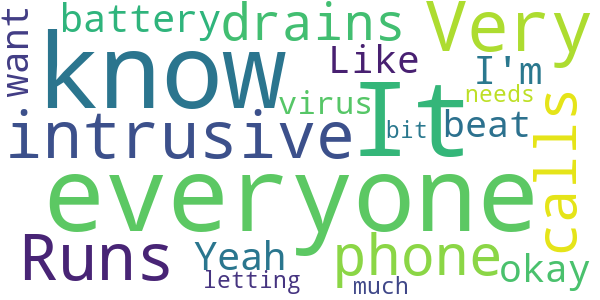 battery drains Very
want know Like I'm
needs
virus It calls
intrusive bit beat
everyone
Runs Yeah phone okay
letting much